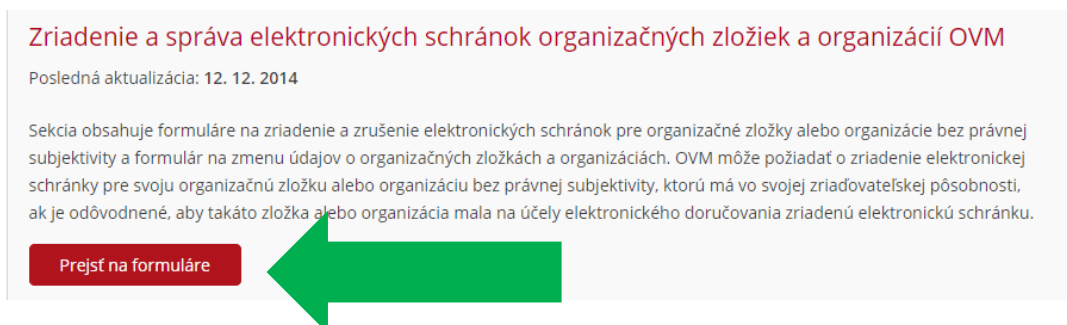 Zriadenie a správa elektronických schránok organizačných zložiek a organizácií OVM
Posledná aktualizácia: 12. 12. 2014
Sekcia obsahuje formuláre na zriadenie a zrušenie elektronických schránok pre organizačné zložky alebo organizácie bez právnej
subjektivity a formulár na zmenu údajov o organizačných zložkách a organizáciách. OVM môže požiadať o zriadenie elektronickej
schránky pre svoju organizačnú zložku alebo organizáciu bez právnej subjektivity, ktorú má vo svojej zriaďovateľskej pôsobnosti,
ak je odôvodnené, aby takáto zložka alebo organizácia mala na účely elektronického doručovania zriadenú elektronickú schránku.
Prejsť na formuláre